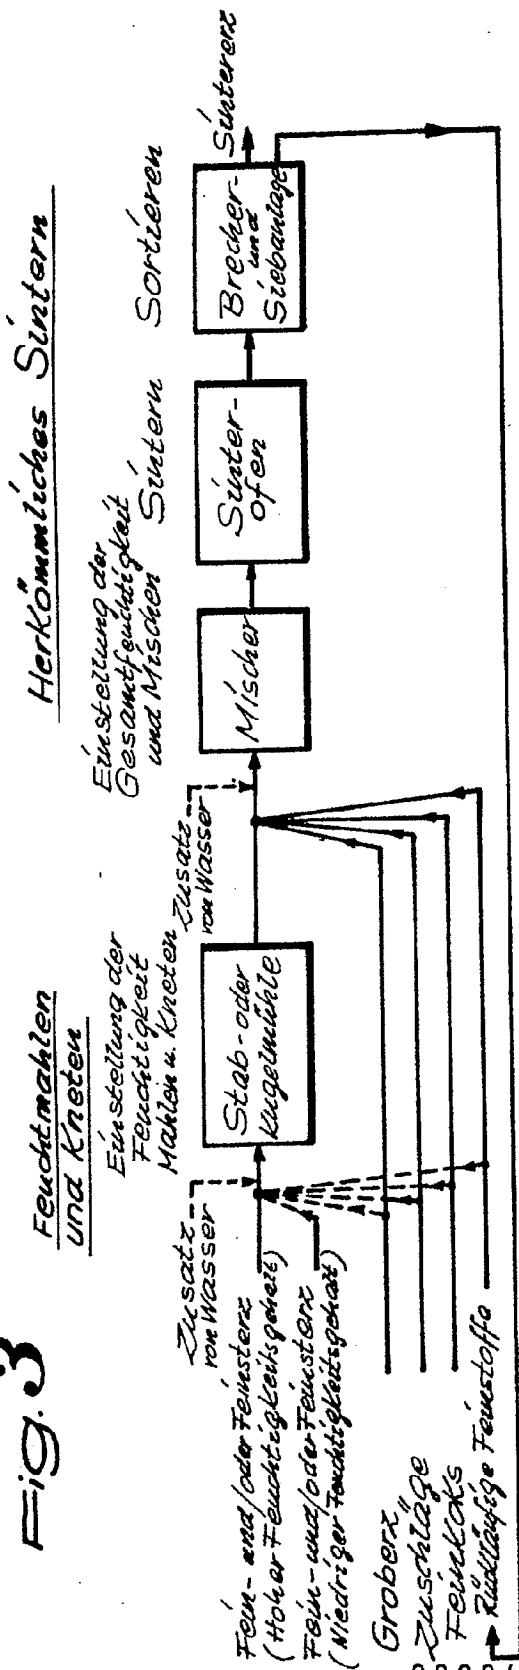 Fig. 3
Feuchtmahlen
und Kneten
Herkömmliches Sintern
Einstellung der
Feuchtigkeit
Mahlen u. Kneten
Einstellung der
Gesamtfeuchtigkeit
und Mischen
Sintern
Sortieren
Zusatz
von Wasser
Zusatz
von Wasser
Stab- oder
Kugelmühle
Mischer
Sinter-
ofen
Brecher-
und
Siebanlage
Sintererz
Fein- und/oder Feinsterz
(Hoher Feuchtigkeitsgehalt)
Fein- und/oder Feinsterz
(Niedriger Feuchtigkeitsgehalt)
Groberz
Zuschläge
Feinkoks
Rückläufige Feinstoffe